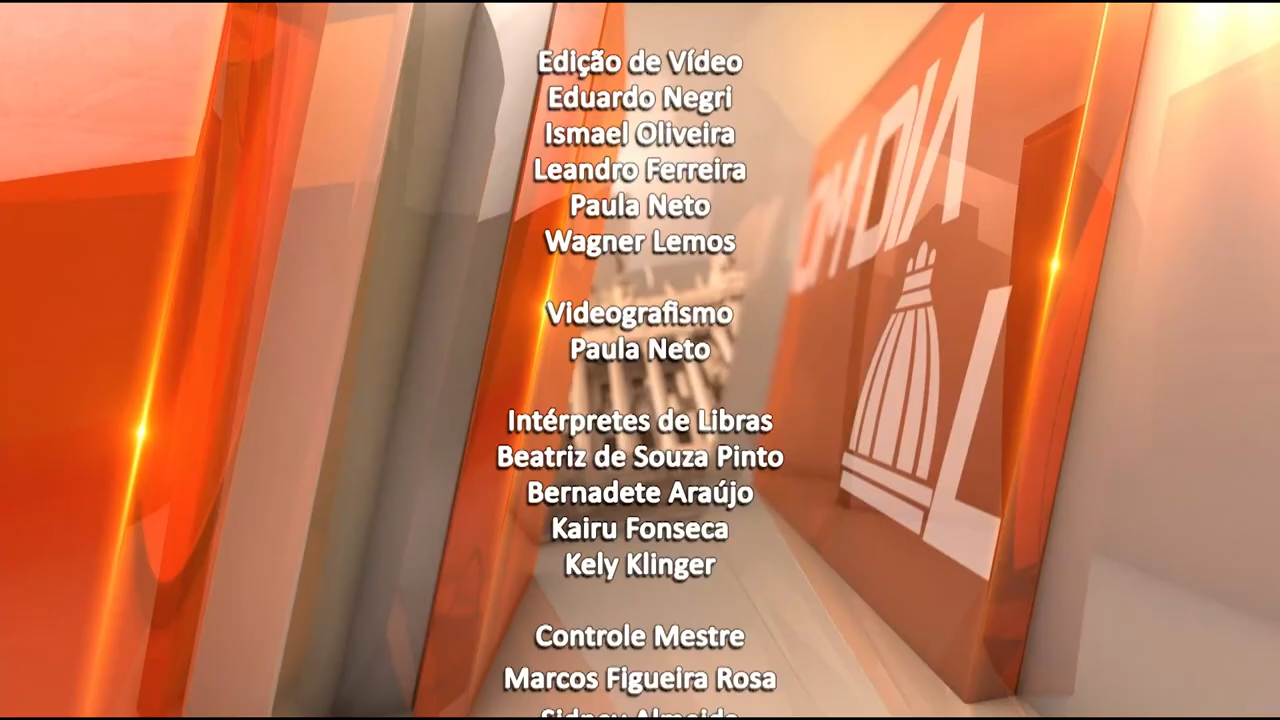 Edição de Vídeo
Eduardo Negri
Ismael Oliveira
Leandro Ferreira
Paula Neto
Wagner Lemos
Videografismo
Paula Neto
Intérpretes de Libras
Beatriz de Souza Pinto
Bernadete Araújo
Kairu Fonseca
Kely Klinger
Controle Mestre
Marcos Figueira Rosa
DIA